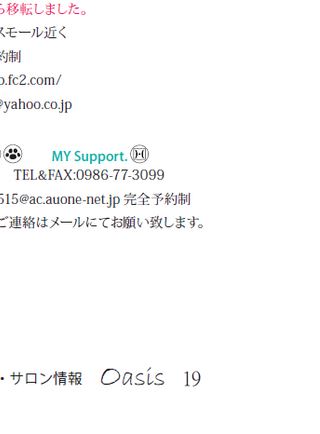 ら移転しました。
スモール近く
約制
o.fc2.com/
@yahoo.co.jp
MY Support.
TEL&FAX:0986-77-3099
515@ac.auone-net.jp 完全予約制
ご連絡はメールにてお願い致します。
・サロン情報 Oasis 19